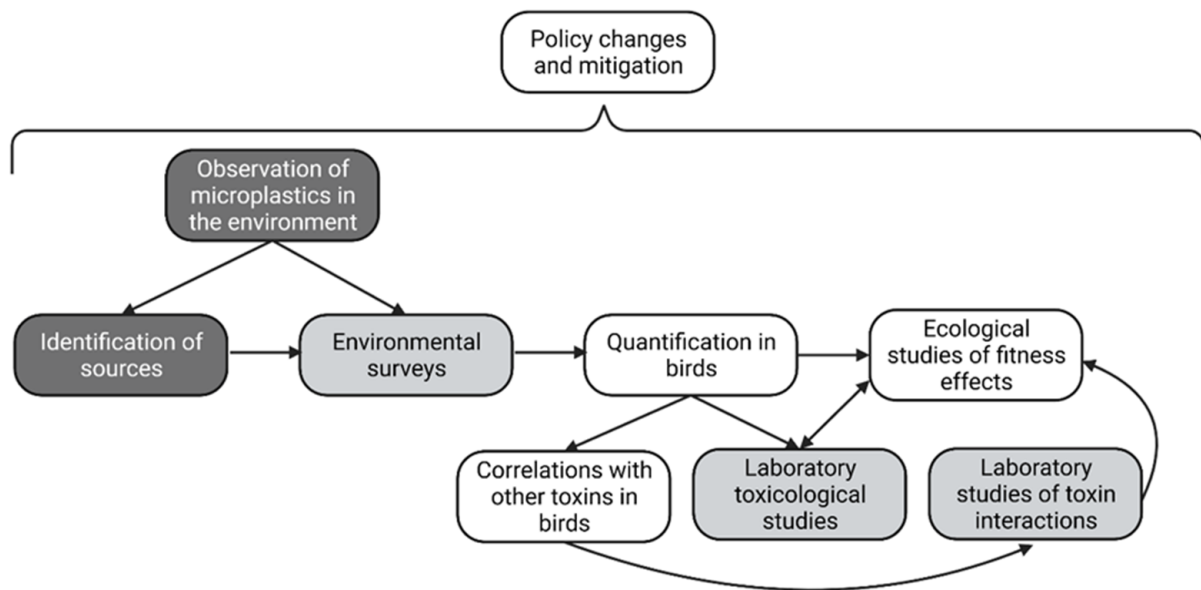 Policy changes
and mitigation
Observation of
microplastics in
the environment
Identification of
sources
Environmental
surveys
Quantification in
birds
Ecological
studies of fitness
effects
Correlations with
other toxins in
birds
Laboratory
toxicological
studies
Laboratory
studies of toxin
interactions